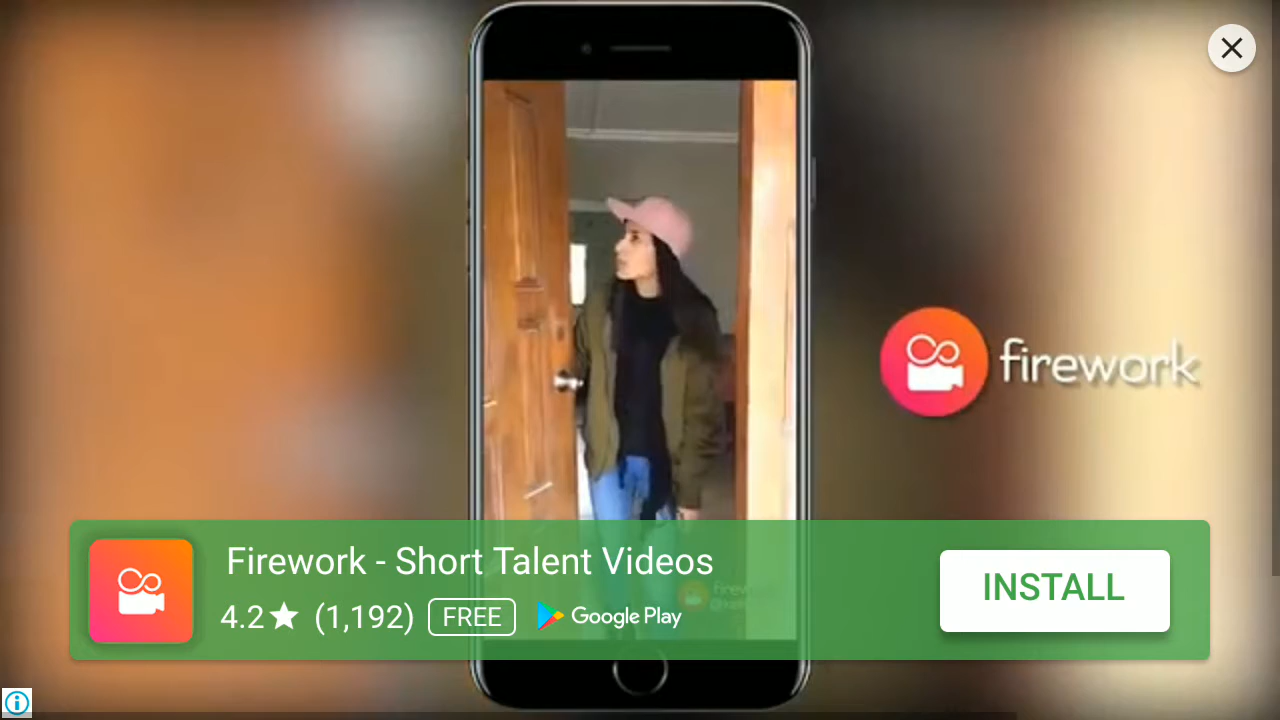 firework
Firework - Short Talent Videos
4.2★ (1,192) FREE Google Play
INSTALL